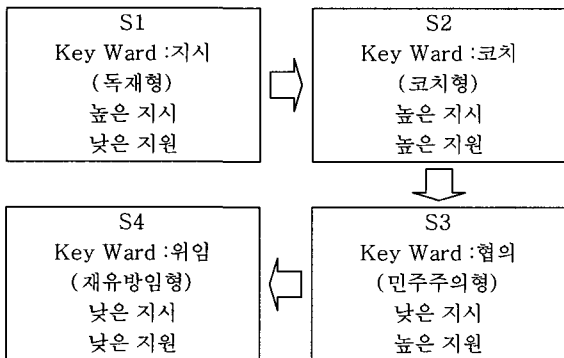 S1
Key Ward :지시
(독재형)
높은 지시
낮은 지원
S2
Key Ward :코치
(코치형)
높은 지시
높은 지원
S3
Key Ward :협의
(민주주의형)
낮은 지시
높은 지원
S4
Key Ward :위임
(재유방임형)
낮은 지시
낮은 지원